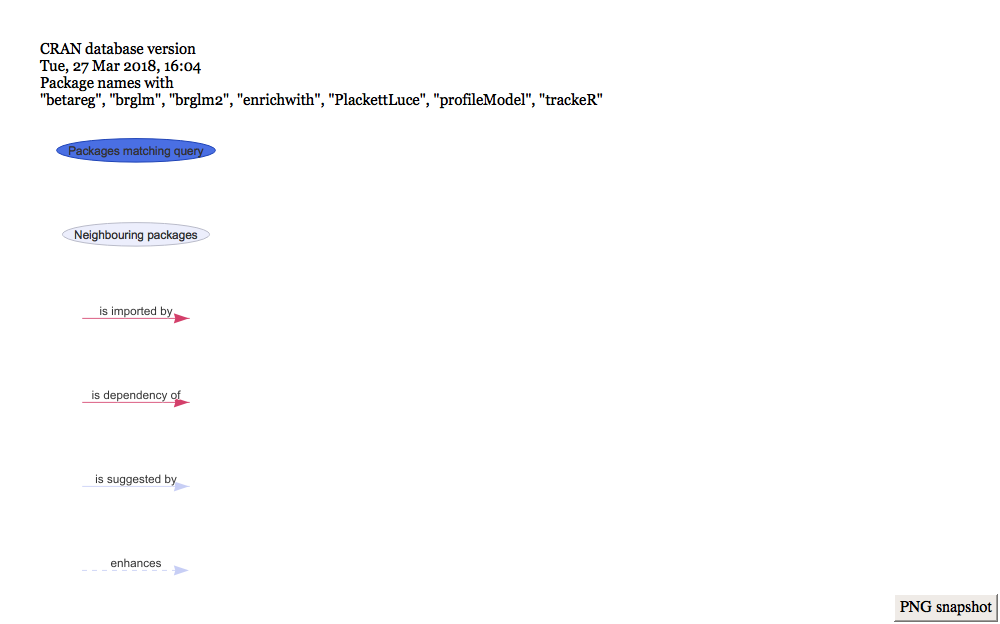 CRAN database version
Tue, 27 Mar 2018, 16:04
Package names with
"betareg", "brglm", "brglm2", "enrichwith", "PlackettLuce", "profileModel", "trackeR"
Packages matching query
Neighbouring packages
is imported by
is dependency of
is suggested by
enhances
PNG snapshot